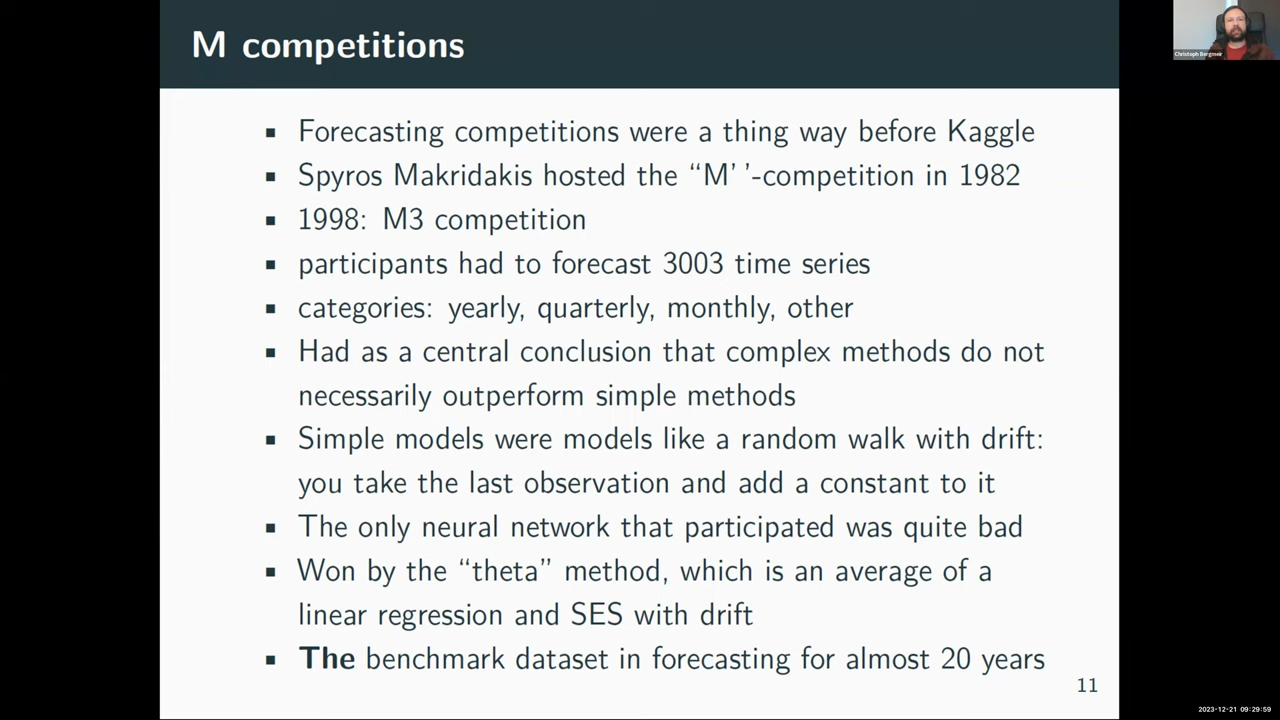 M competitions
Christoph Bergmeir
Forecasting competitions were a thing way before Kaggle
Spyros Makridakis hosted the “M’ ’-competition in 1982
1998: M3 competition
participants had to forecast 3003 time series
categories: yearly, quarterly, monthly, other
Had as a central conclusion that complex methods do not
necessarily outperform simple methods
Simple models were models like a random walk with drift:
you take the last observation and add a constant to it
The only neural network that participated was quite bad
Won by the “theta” method, which is an average of a
linear regression and SES with drift
The benchmark dataset in forecasting for almost 20 years
11
2023-12-21 09:29:59